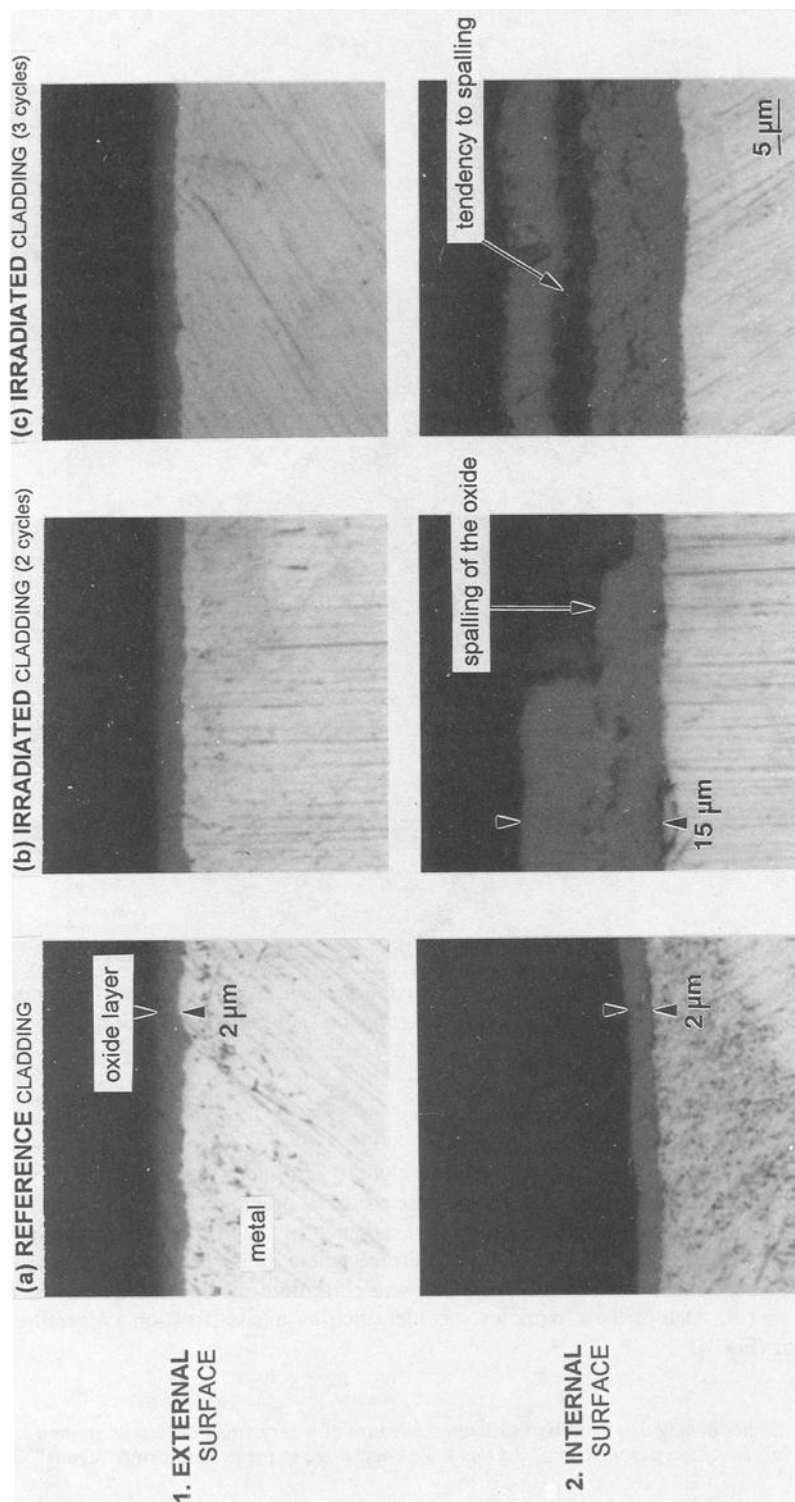 (a) REFERENCE CLADDING
(b) IRRADIATED CLADDING (2 cycles)
(c) IRRADIATED CLADDING (3 cycles)
1. EXTERNAL
SURFACE
oxide layer
2 µm
metal
2. INTERNAL
SURFACE
2 µm
15 µm
spalling of the oxide
tendency to spalling
5 µm